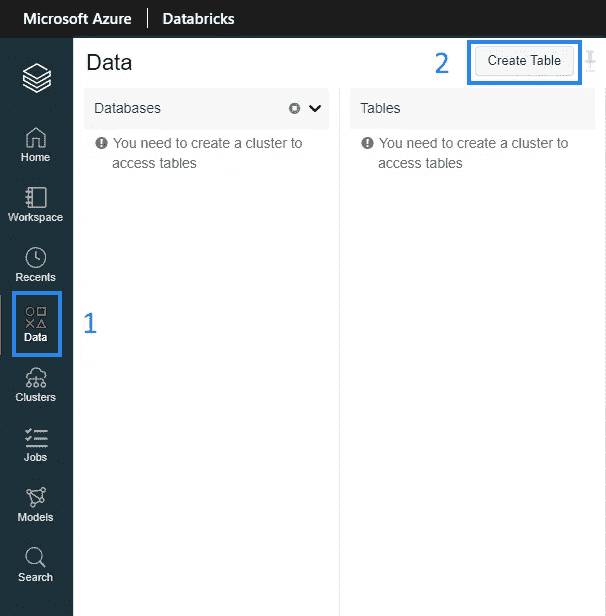 Microsoft Azure Databricks
Data
2
Create Table
Databases
Tables
You need to create a cluster to
access tables
You need to create a cluster to
access tables
Home
Workspace
Recents
Data
1
Clusters
Jobs
Models
Search